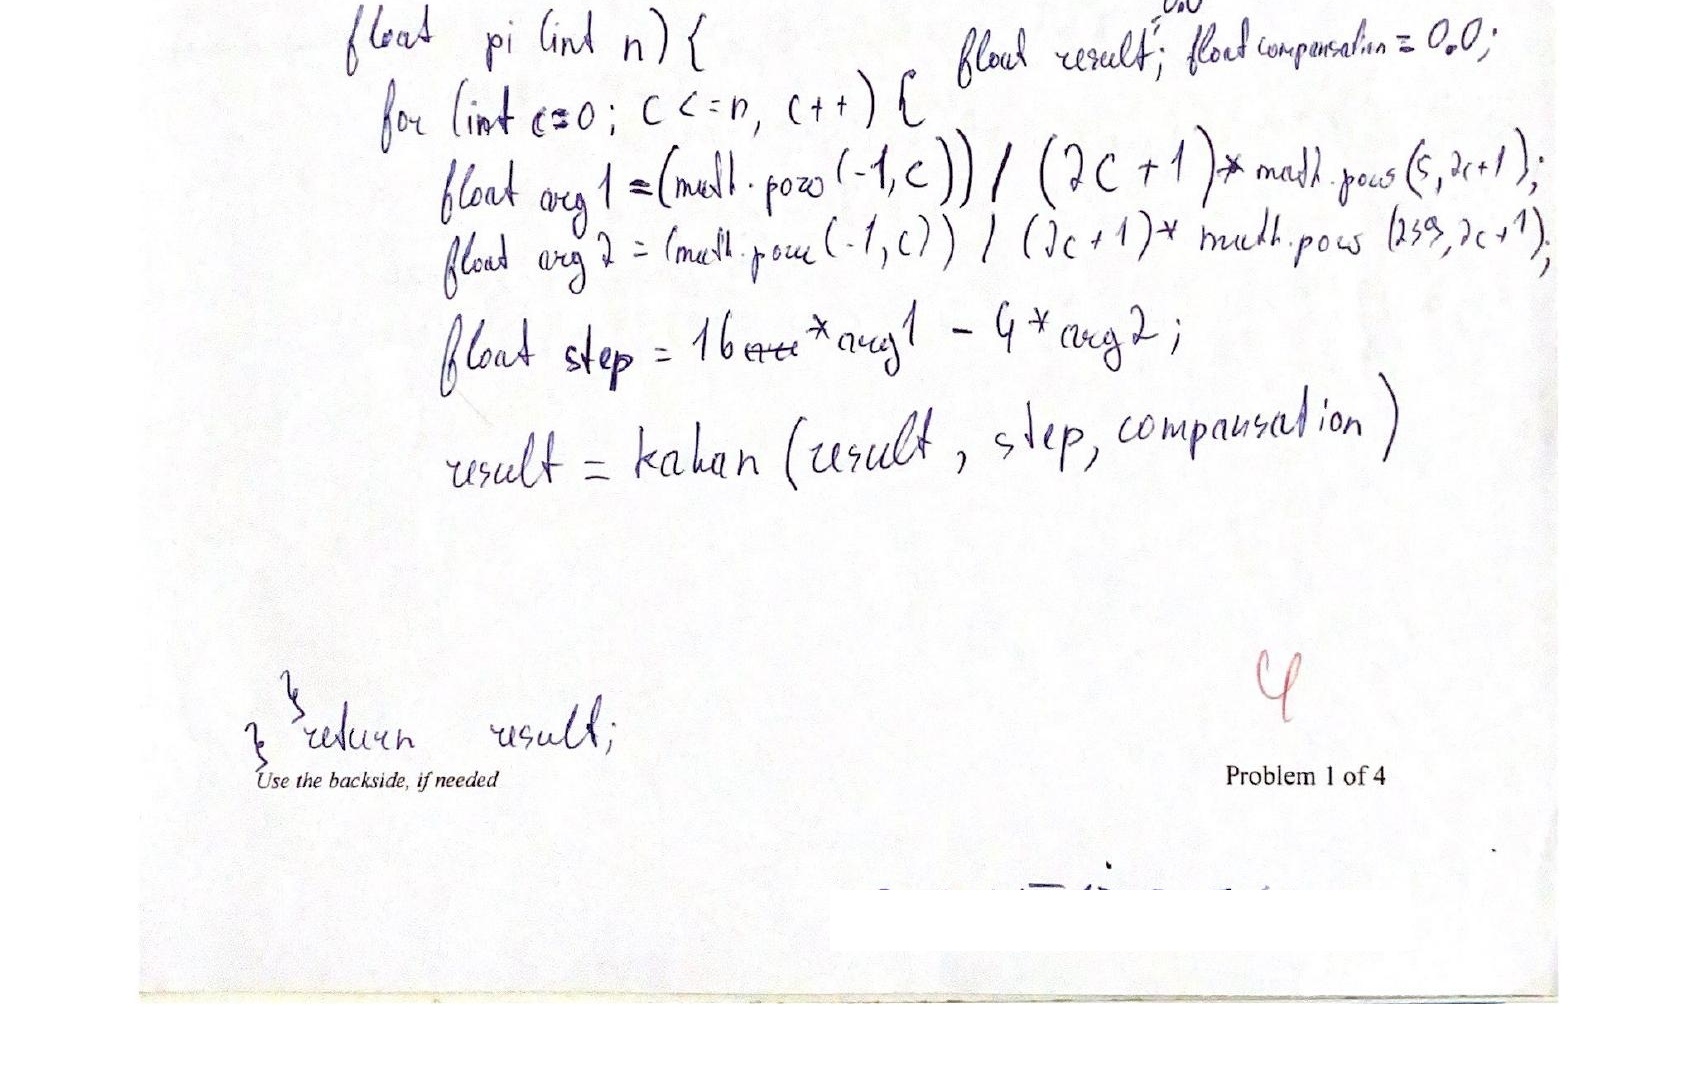 float pi (int n) { float result = 0.0; float compensation = 0.0;
for (int c=0; c <=n, c++) {
float arg1 = (math.pow (-1, c)) / (2c + 1) * math.pow (5, 2c+1);
float arg2 = (math.pow (-1, c)) / (2c + 1) * math.pow (239, 2c+1);
float step = 16 * arg1 - 4 * arg2;
result = kahan (result, step, compansation)
4
} return result;
}
Use the backside, if needed Problem 1 of 4